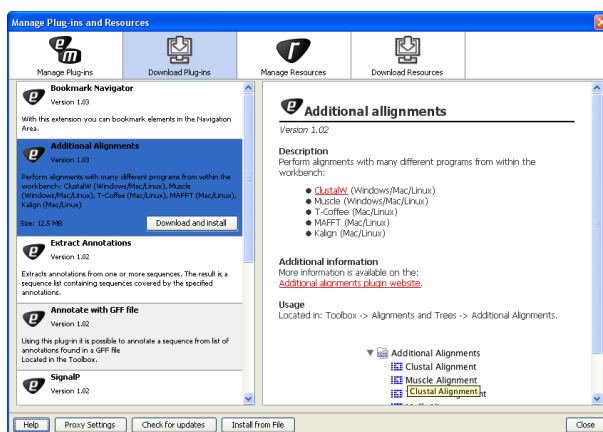 Manage Plug-ins and Resources
Manage Plug-ins
Download Plug-ins
Manage Resources
Download Resources
Bookmark Navigator
Version 1.03
With this extension you can bookmark elements in the Navigation
Area.
Additional Alignments
Version 1.03
Perform alignments with many different programs from within the
workbench: ClustalW (Windows/Mac/Linux), Muscle
(Windows/Mac/Linux), T-Coffee (Mac/Linux), MAFFT (Mac/Linux),
Kalign (Mac/Linux)
Size: 12.5 MB
Download and install
Extract Annotations
Version 1.02
Extracts annotations from one or more sequences. The result is a
sequence list containing sequences covered by the specified
annotations.
Annotate with GFF
file
Version 1.02
Using this plug-in it is possible to annotate a sequence from list of
annotations found in a GFF file
Located in the Toolbox.
SignalP
Version 1.02
Additional allignments
Version 1.02
Description
Perform alignments with many different programs from within the
workbench:
ClustalW (Windows/Mac/Linux)
Muscle (Windows/Mac/Linux)
T-Coffee (Mac/Linux)
MAFFT (Mac/Linux)
Kalign (Mac/Linux)
Additional information
More information is available on the:
Additional alignments plugin website.
Usage
Located in: Toolbox -> Alignments and Trees -> Additional Alignments.
Additional Alignments
Clustal Alignment
Muscle Alignment
Clustal Alignment
Help
Proxy Settings
Check for updates
Install from File
Close